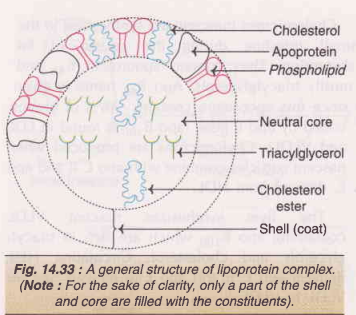 Cholesterol
Apoprotein
Phospholipid
Neutral core
Triacylglycerol
Cholesterol
ester
Shell (coat)
Fig. 14.33 : A general structure of lipoprotein complex.
(Note : For the sake of clarity, only a part of the shell
and core are filled with the constituents).